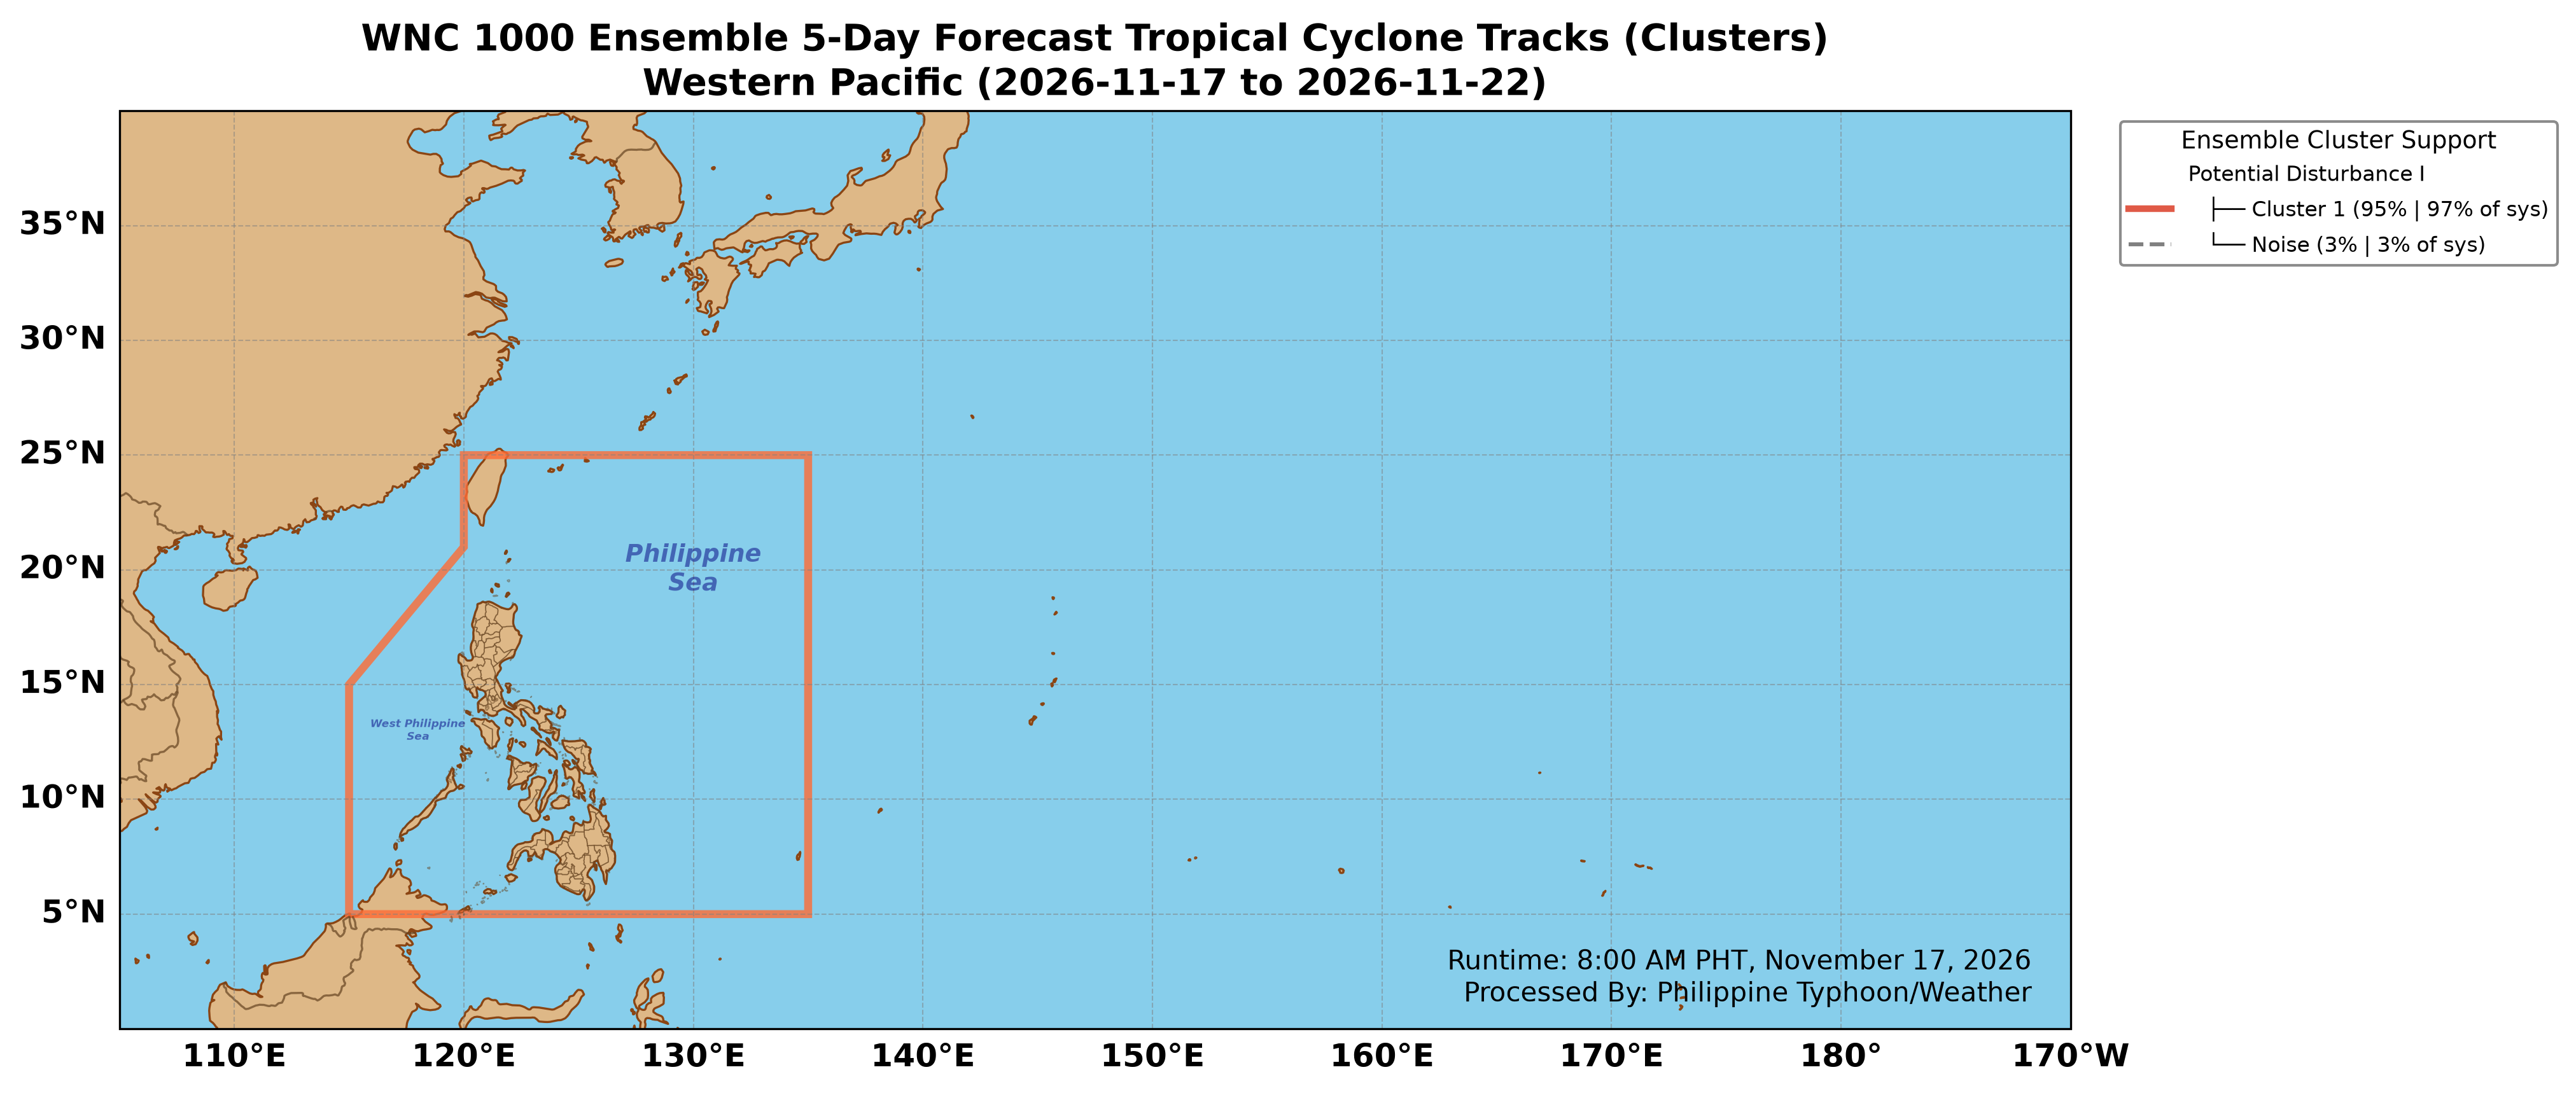 WNC 1000 Ensemble 5-Day Forecast Tropical Cyclone Tracks (Clusters)
Western Pacific (2026-11-17 to 2026-11-22)
Ensemble Cluster Support
Potential Disturbance I
├── Cluster 1 (95% | 97% of sys)
└── Noise (3% | 3% of sys)
35°N
30°N
25°N
20°N
15°N
10°N
5°N
Philippine
Sea
West Philippine
Sea
Runtime: 8:00 AM PHT, November 17, 2026
Processed By: Philippine Typhoon/Weather
110°E
120°E
130°E
140°E
150°E
160°E
170°E
180°
170°W